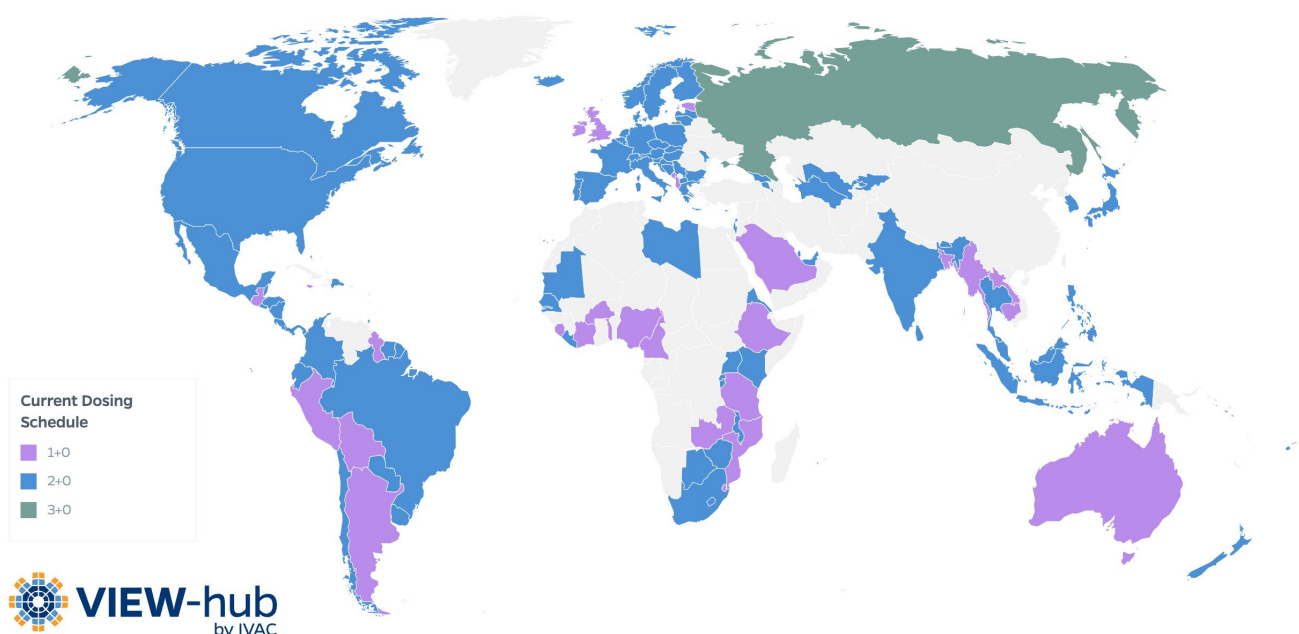 Current Dosing
Schedule
1+0
2+0
3+0
VIEW-hub
by IVAC